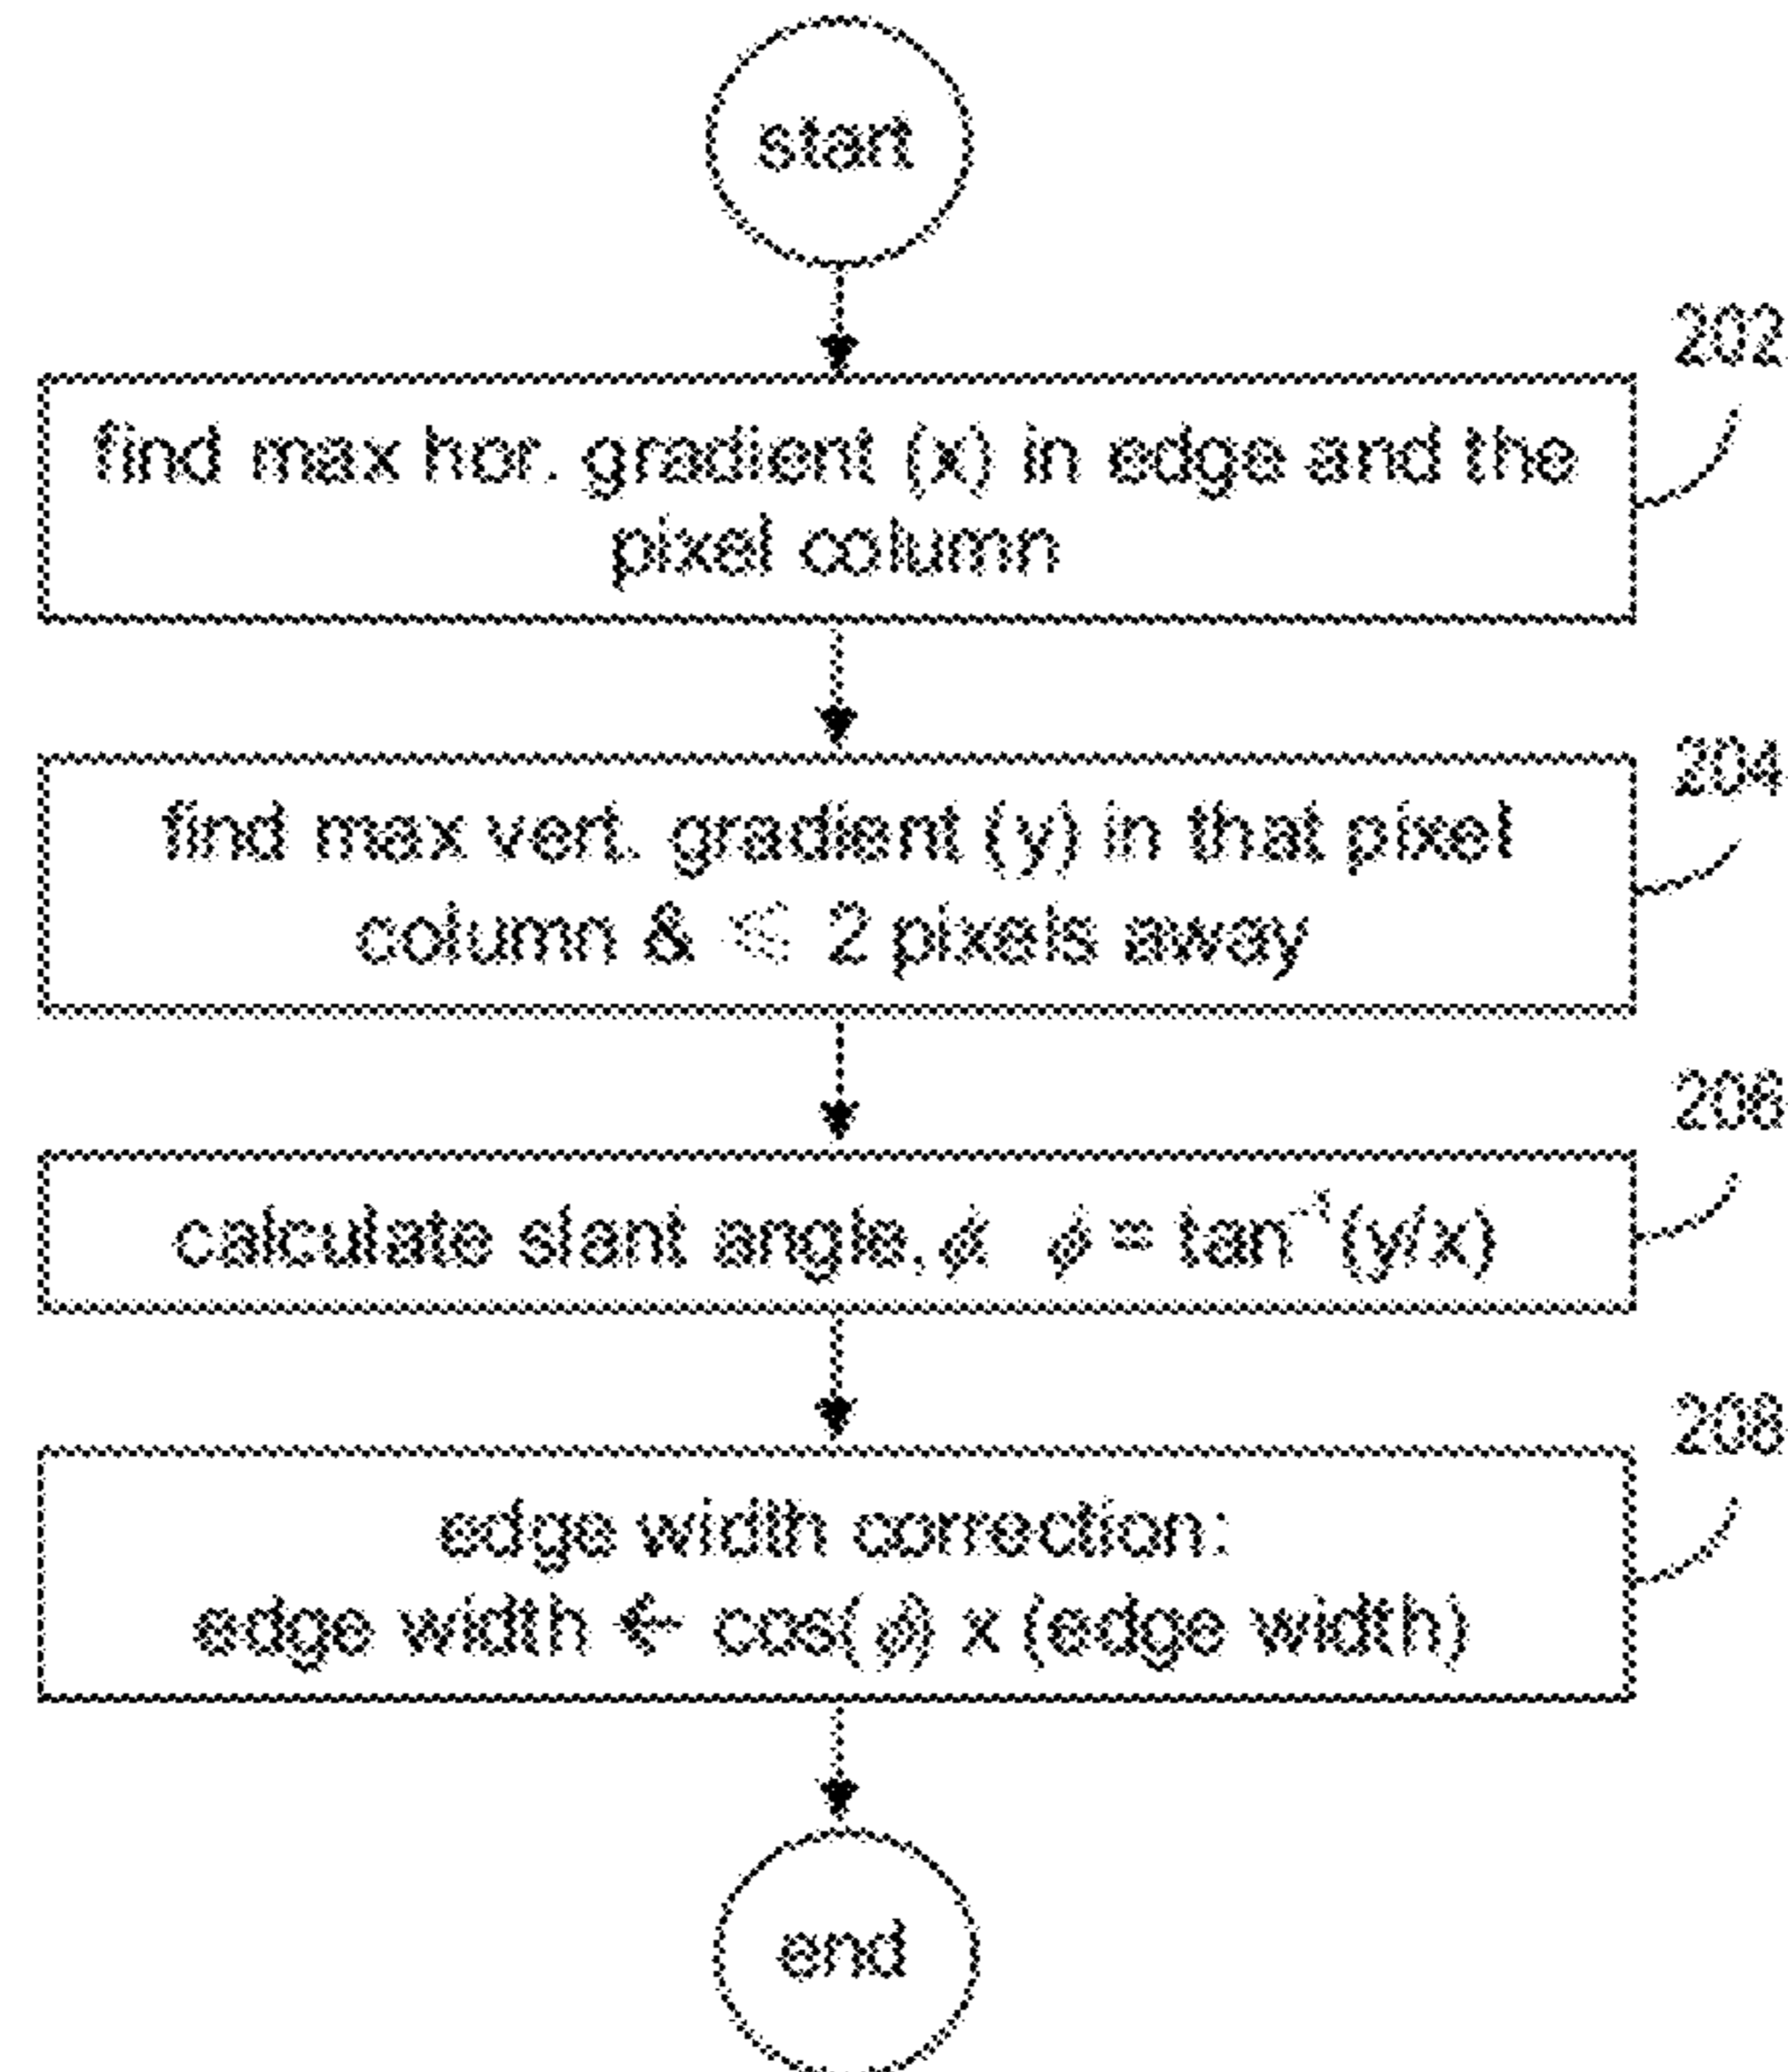 start
202
find max hor. gradient (x) in edge and the
pixel column
204
find max vert. gradient (y) in that pixel
column & ≤ 2 pixels away
206
calculate slant angle, ϕ: ϕ = tan⁻¹ (y/x)
208
edge width correction:
edge width ← cos(ϕ) x (edge width)
end